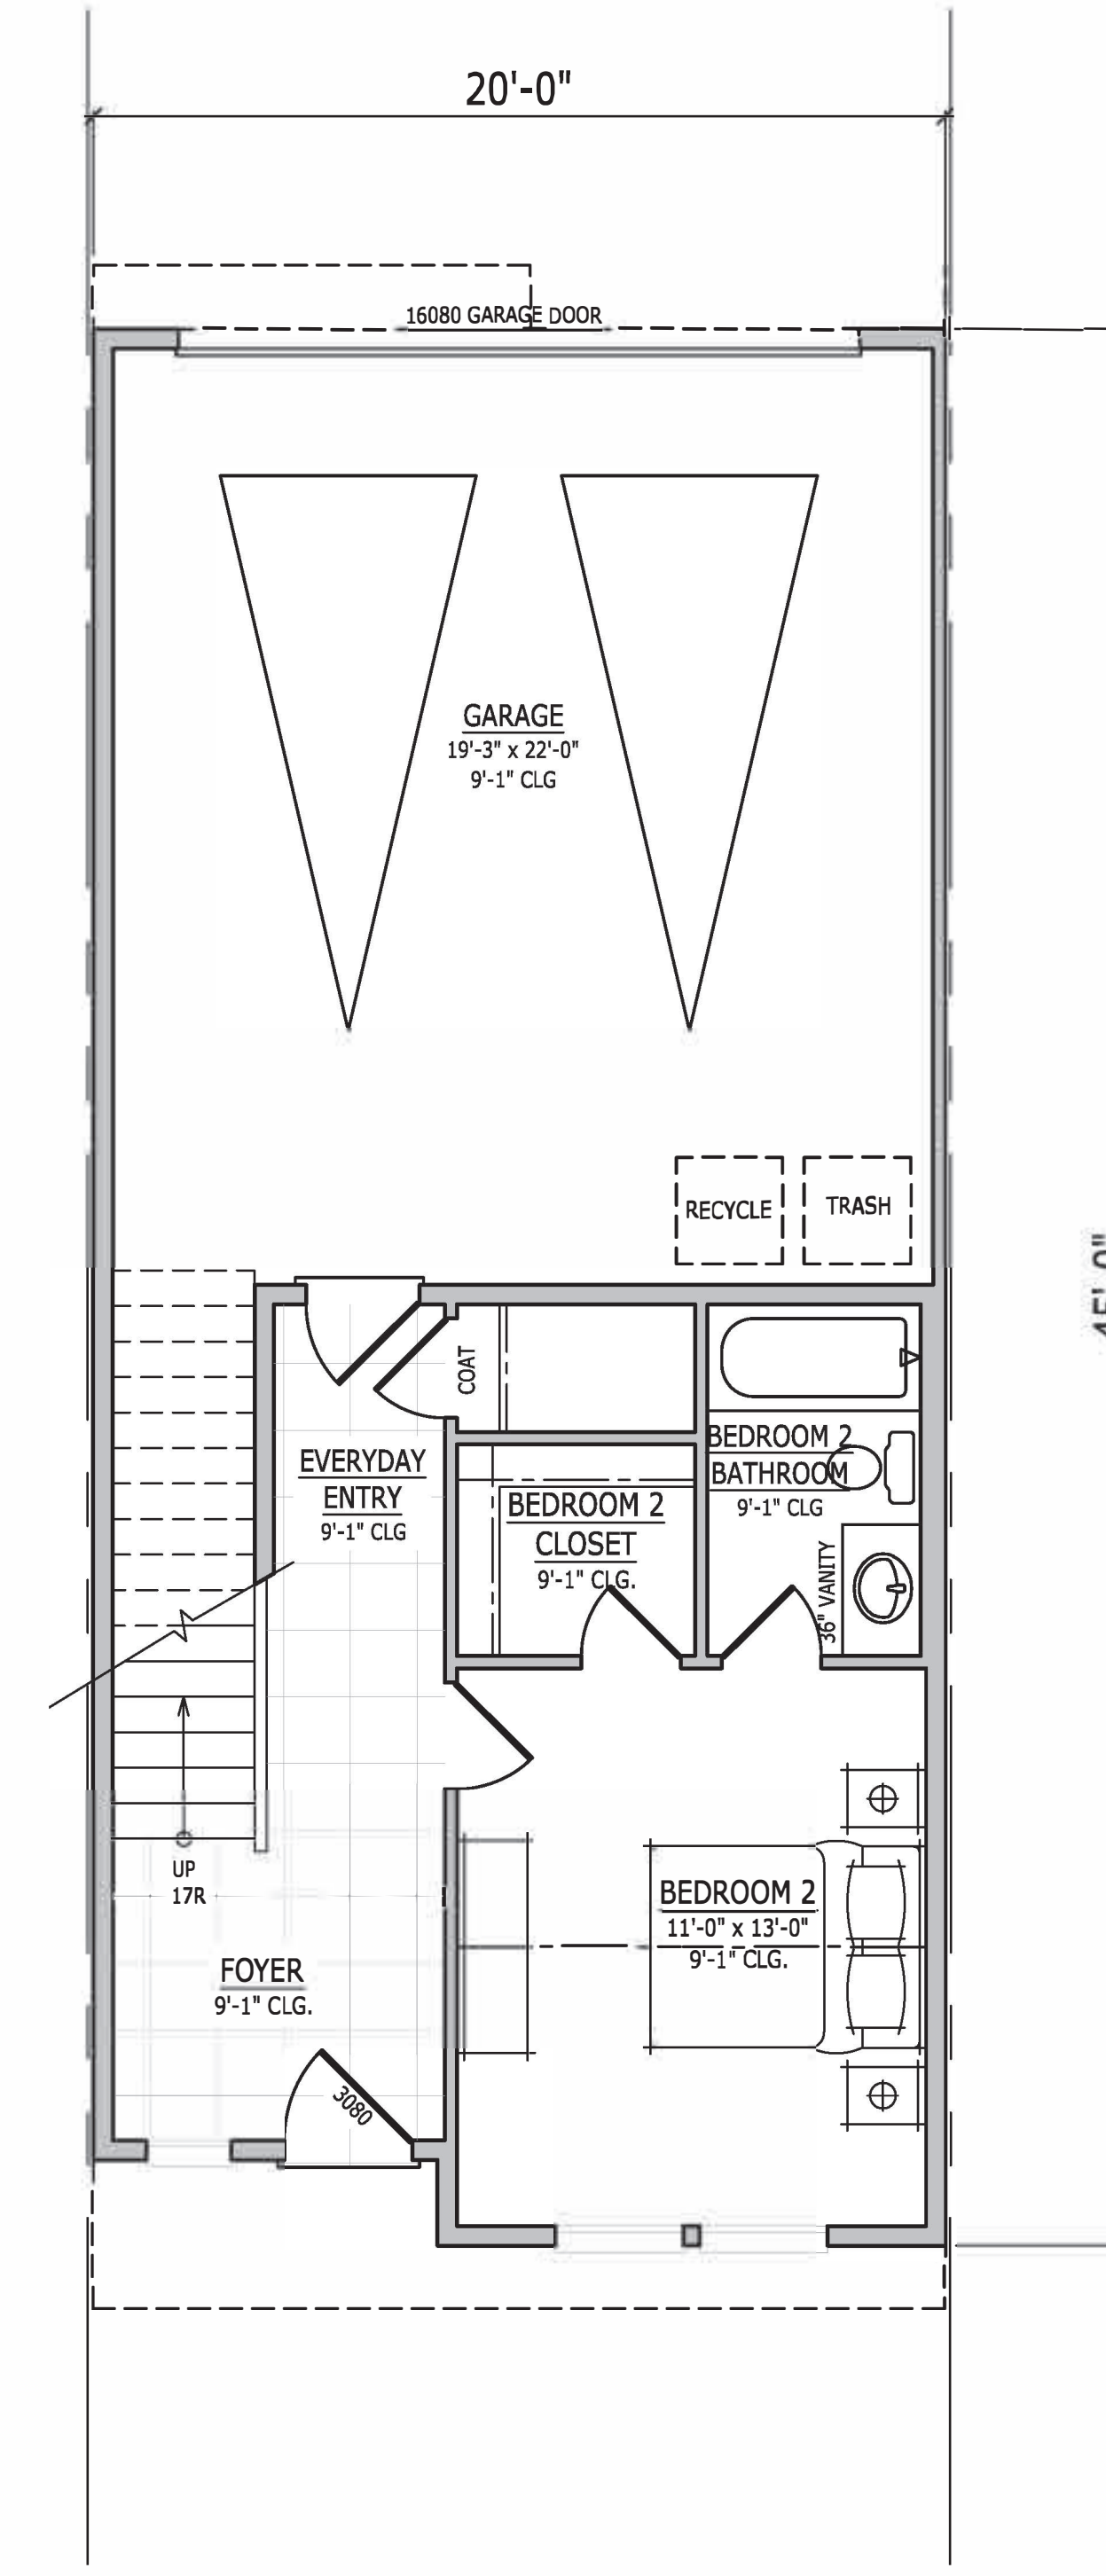 20'-0"
16080 GARAGE DOOR
GARAGE
19'-3" x 22'-0"
9'-1" CLG
RECYCLE
TRASH
COAT
EVERYDAY
ENTRY
9'-1" CLG
BEDROOM 2
CLOSET
9'-1" CLG.
BEDROOM 2
BATHROOM
9'-1" CLG
36" VANITY
UP
17R
FOYER
9'-1" CLG.
3080
BEDROOM 2
11'-0" x 13'-0"
9'-1" CLG.